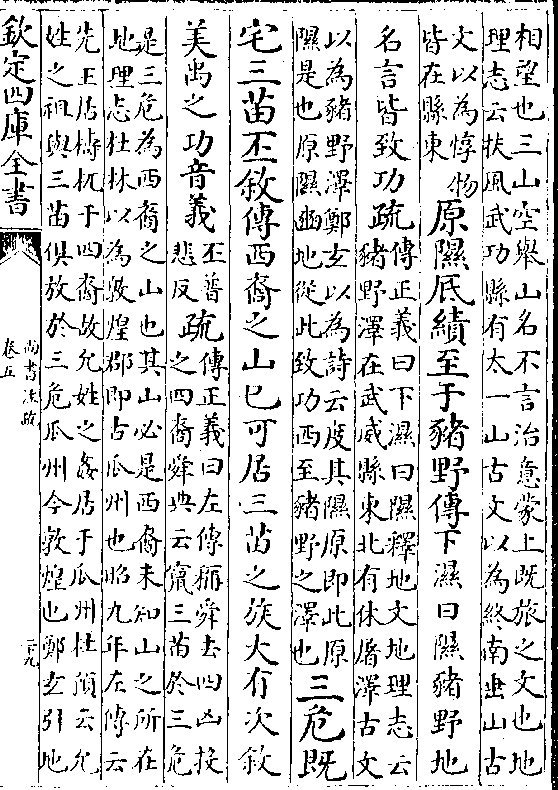 相望也三山空舉山名不言治意蒙上既旅之文也地
理志云扶風武功縣有太一山古文以為終南垂山古
文以為惇物
皆在縣東
原隰厎績至于豬野傳下濕曰隰豬野地
名言皆致功疏
傳正義曰下濕曰隰釋地文地理志云
豬野澤在武威縣東北有休屠澤古文
以為豬野澤鄭玄以為詩云度其隰原即此原
隰是也原隰豳地從此致功西至豬野之澤也
三危既
宅三苗丕敘傳西裔之山已可居三苗之族大有次敘
美禹之功音義
丕普
悲反
疏
傳正義曰左傳稱舜去四凶投
之四裔舜典云竄三苗於三危
是三危為西裔之山也其山必是西裔未知山之所在
地理志杜林以為敦煌郡即古瓜州也昭九年左傳云
先王居檮杌于四裔故允姓之姦居于瓜州杜預云允
姓之祖與三苗俱放於三危瓜州今敦煌也鄭玄引地
欽定四庫全書
尚書注疏
卷五
二十九